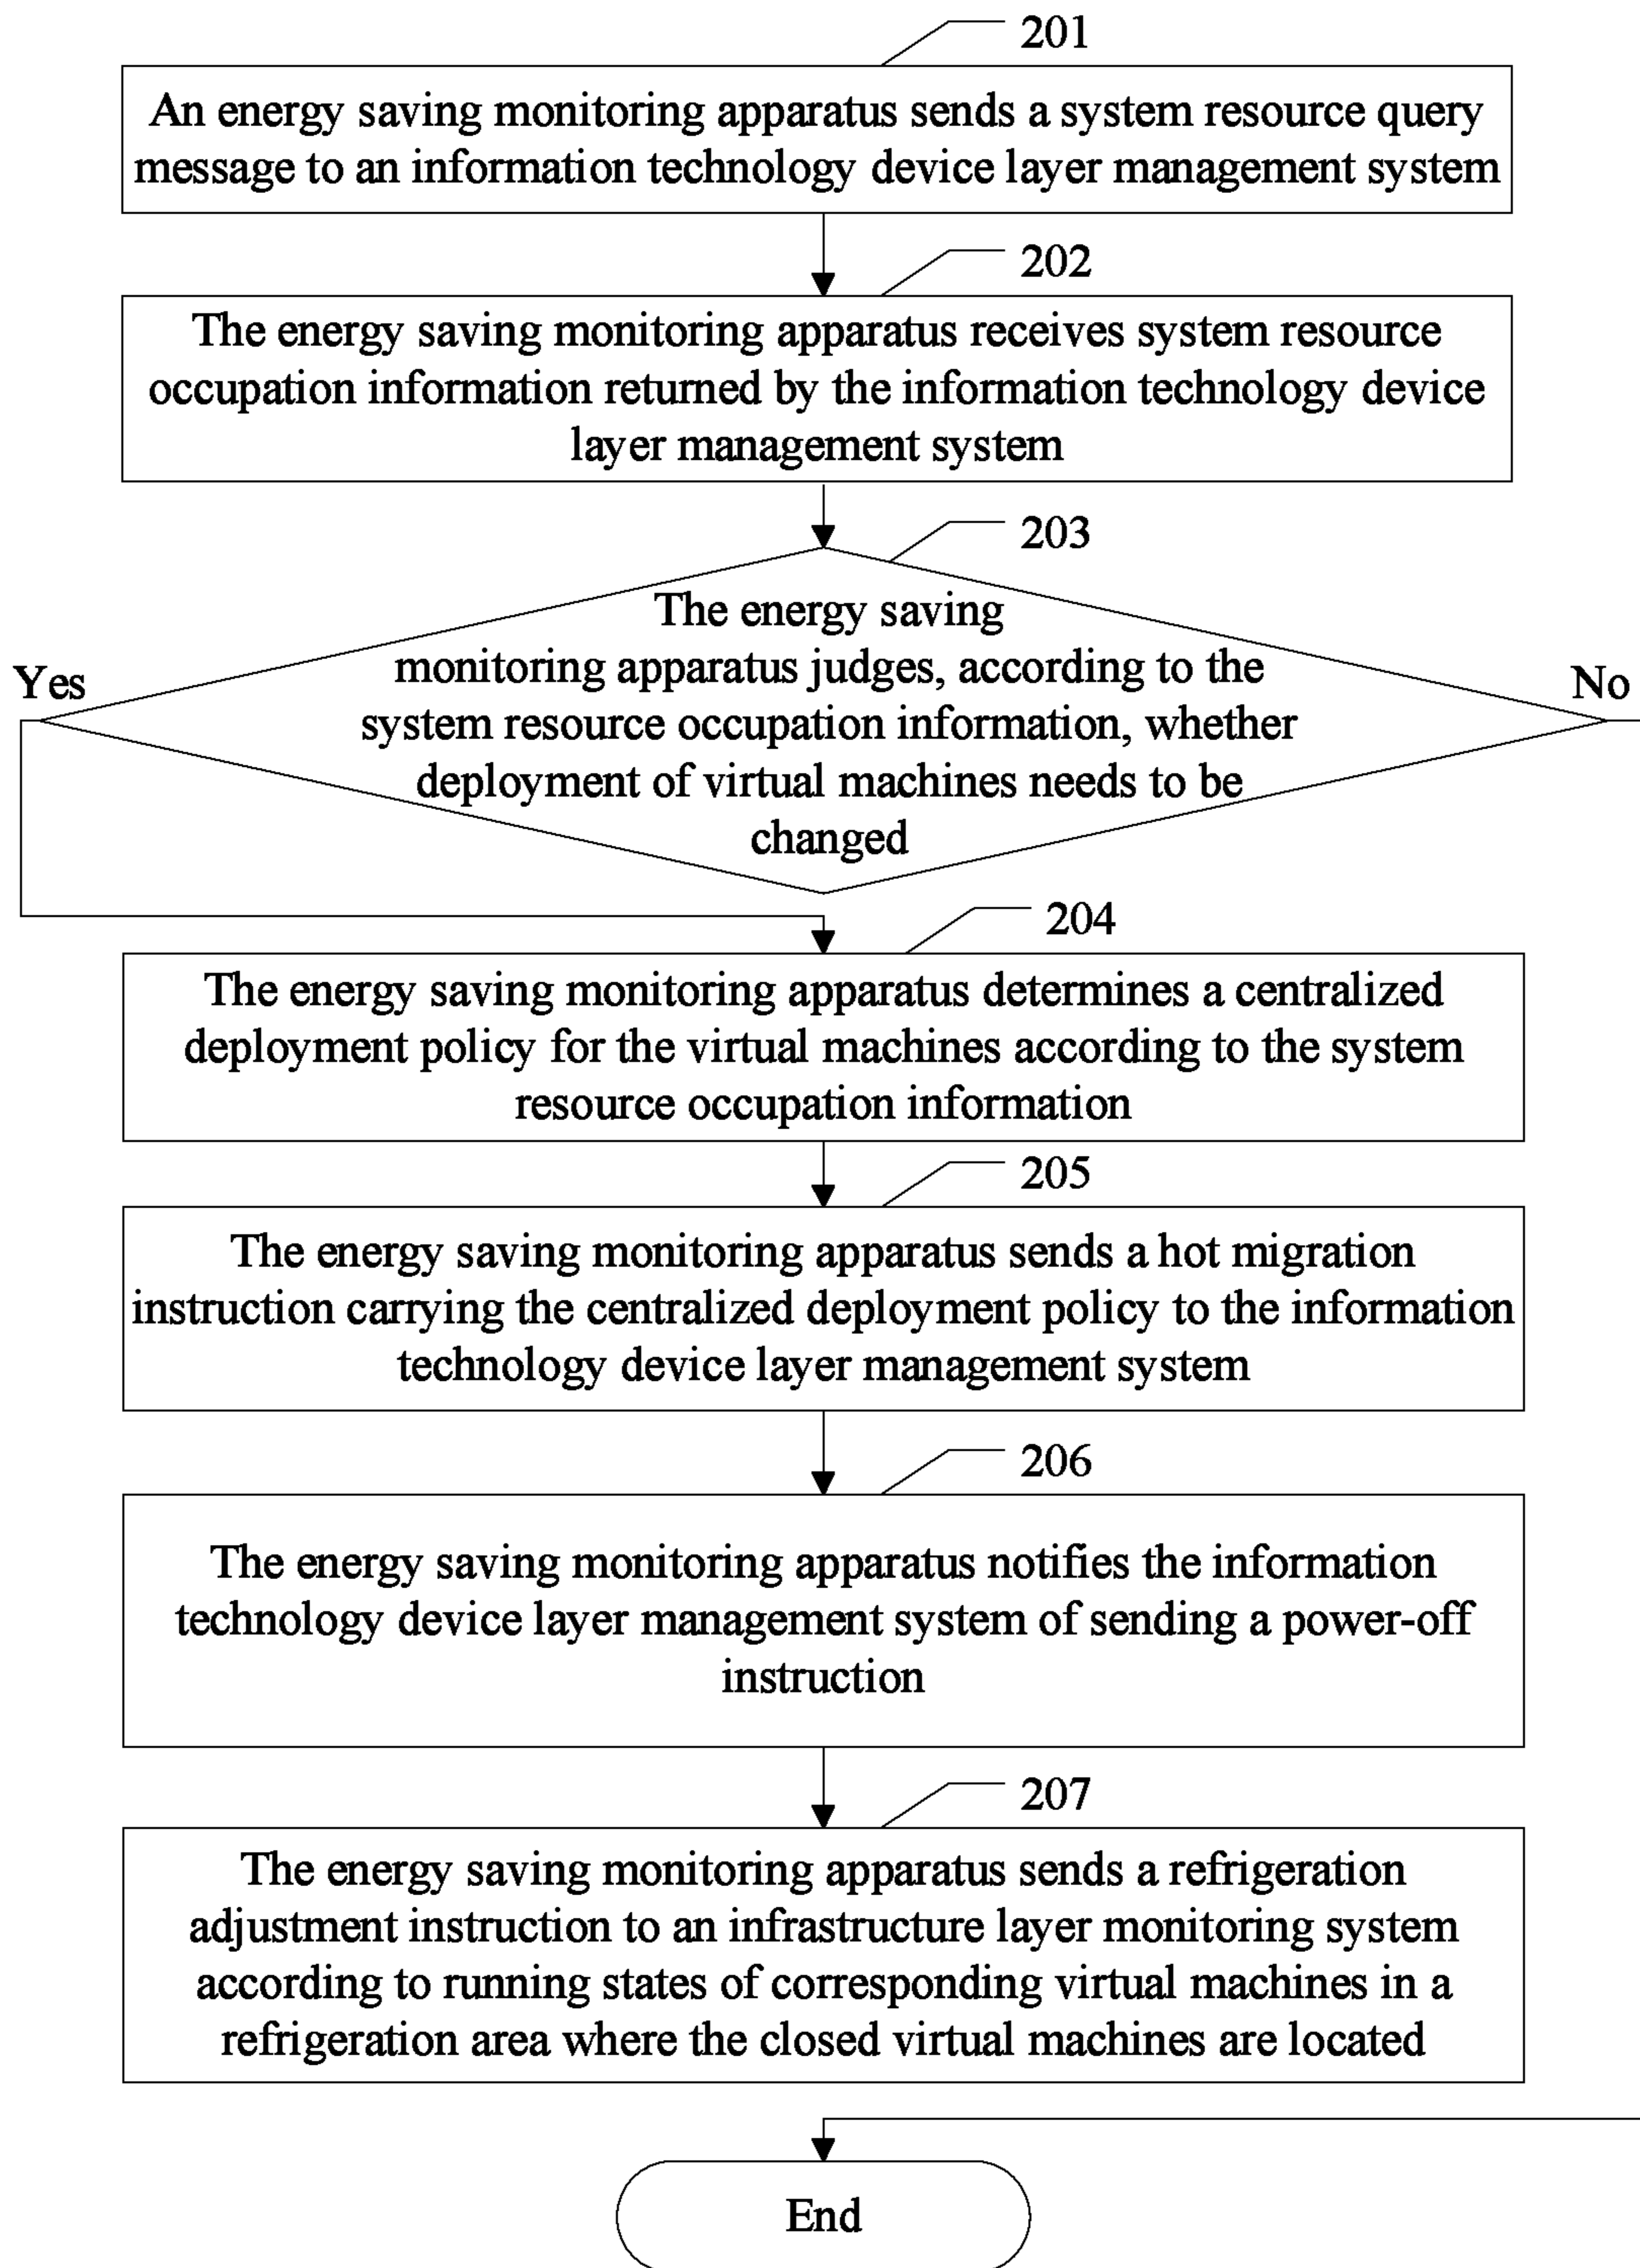 201
An energy saving monitoring apparatus sends a system resource query
message to an information technology device layer management system
202
The energy saving monitoring apparatus receives system resource
occupation information returned by the information technology device
layer management system
203
The energy saving
monitoring apparatus judges, according to the
system resource occupation information, whether
deployment of virtual machines needs to be
changed
Yes
No
204
The energy saving monitoring apparatus determines a centralized
deployment policy for the virtual machines according to the system
resource occupation information
205
The energy saving monitoring apparatus sends a hot migration
instruction carrying the centralized deployment policy to the information
technology device layer management system
206
The energy saving monitoring apparatus notifies the information
technology device layer management system of sending a power-off
instruction
207
The energy saving monitoring apparatus sends a refrigeration
adjustment instruction to an infrastructure layer monitoring system
according to running states of corresponding virtual machines in a
refrigeration area where the closed virtual machines are located
End